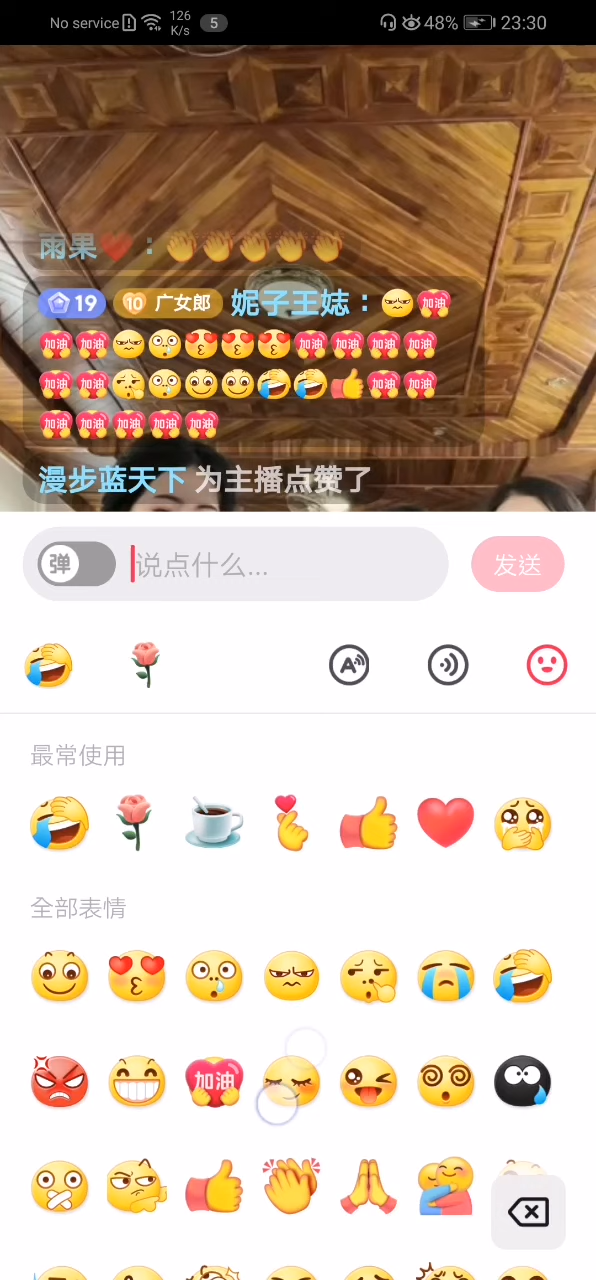 No service 126 K/s 5 48% 23:30
雨果❤️：👏👏👏👏👏
19 10 广女郎 妮子王娡：加油
加油 加油 加油 加油 加油 加油
加油 加油 加油 加油
加油 加油 加油 加油 加油
漫步蓝天下 为主播点赞了
弹 说点什么... 发送
A
最常使用
全部表情
加油